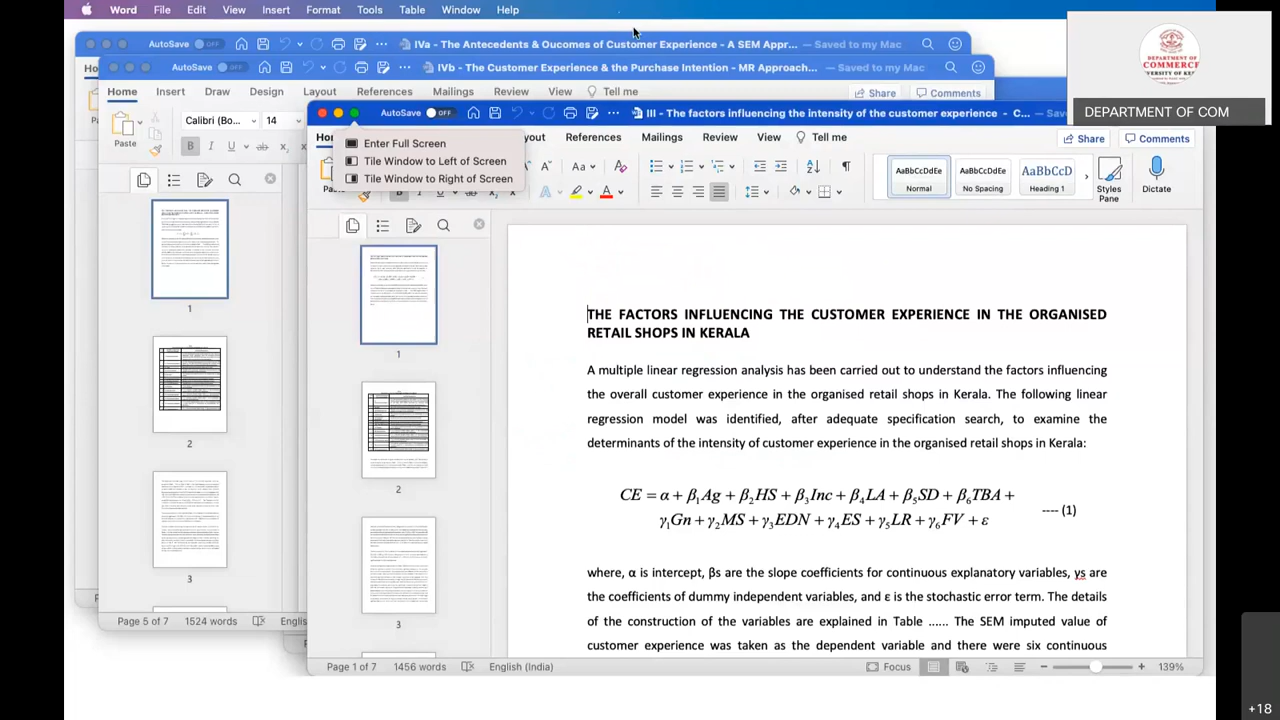 Word File Edit View Insert Format Tools Table Window Help
AutoSave OFF IVa - The Antecedents & Oucomes of Customer Experience - A SEM Appr... — Saved to my Mac
AutoSave OFF IVb - The Customer Experience & the Purchase Intention - MR Approach... — Saved to my Mac
Home Insert Draw Design Layout References Mailings Review View Tell me Share Comments
DEPARTMENT OF
COMMERCE
DEPARTMENT OF COM
AutoSave OFF III - The factors influencing the intensity of the customer experience - C...
References Mailings Review View Tell me Share Comments
Enter Full Screen
Tile Window to Left of Screen
Tile Window to Right of Screen
Paste
Calibri (Bo... 14
B I U ab
Aa
AaBbCcDdEe AaBbCcDdEe AaBbCcD
Normal No Spacing Heading 1
Styles
Pane
Dictate
1
2
3
1
2
3
THE FACTORS INFLUENCING THE CUSTOMER EXPERIENCE IN THE ORGANISED
RETAIL SHOPS IN KERALA
A multiple linear regression analysis has been carried out to understand the factors influencing
the overall customer experience in the organised retail shops in Kerala. The following linear
regression model was identified, after adequate specification search, to examine the
determinants of the intensity of customer experience in the organised retail shops in Kerala:
CE = α + β₁Ag + β₂HS + β₃Inc + β₄LA + β₅SD + β₆TBA +
γ₁Gn + γ₂MS + γ₃EDN + γ₄ES + γ₅LR + γ₆FV + ε
---- (1)
where, α is intercept, βs are the slope coefficients for continuous explanatory variables, γs are
the coefficients of dummy independent variables, and ε is the stochastic error term. The details
of the construction of the variables are explained in Table ...... The SEM imputed value of
customer experience was taken as the dependent variable and there were six continuous
Page 5 of 7 1524 words
Page 1 of 7 1456 words English (India) Focus 139%
+18